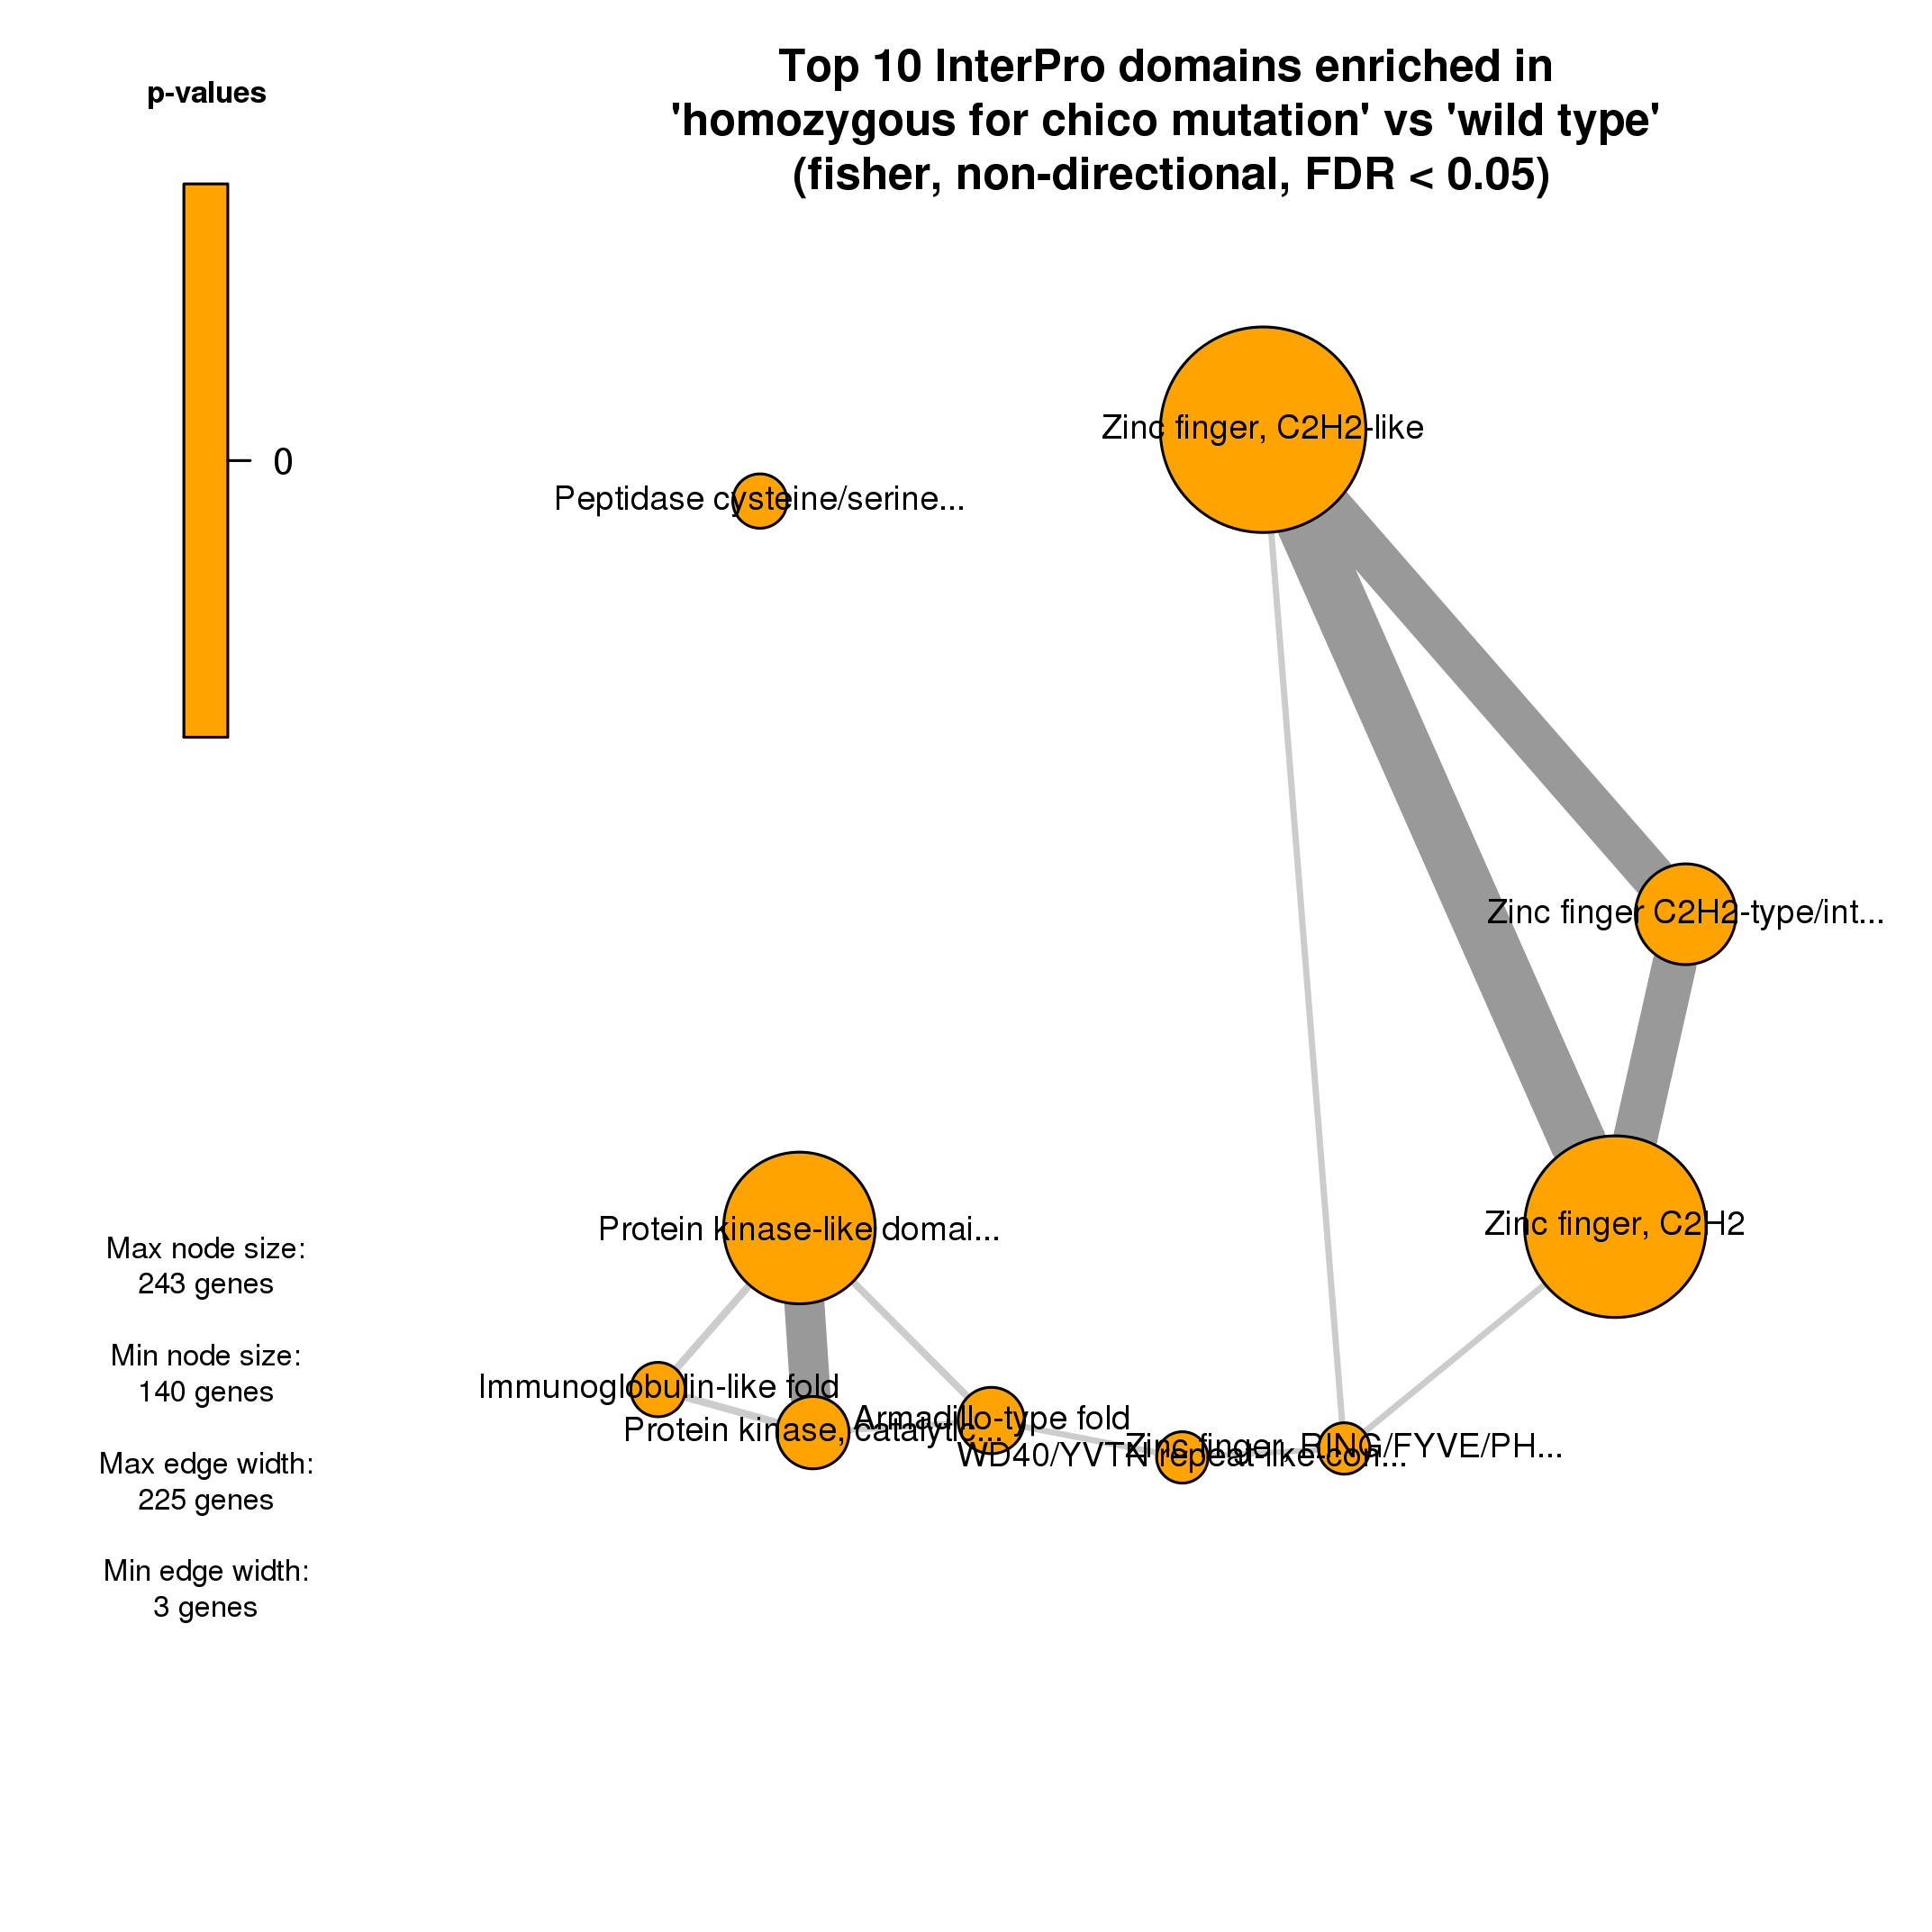 p-values
Top 10 InterPro domains enriched in
'homozygous for chico mutation' vs 'wild type'
(fisher, non-directional, FDR < 0.05)
0
Zinc finger, C2H2-like
Peptidase cysteine/serine...
Zinc finger C2H2-type/int...
Zinc finger, C2H2
Protein kinase-like domai...
Immunoglobulin-like fold
Protein kinase, catalytic...
Armadillo-type fold
WD40/YVTN repeat-like-con...
Zinc finger, RING/FYVE/PH...
Max node size:
243 genes
Min node size:
140 genes
Max edge width:
225 genes
Min edge width:
3 genes